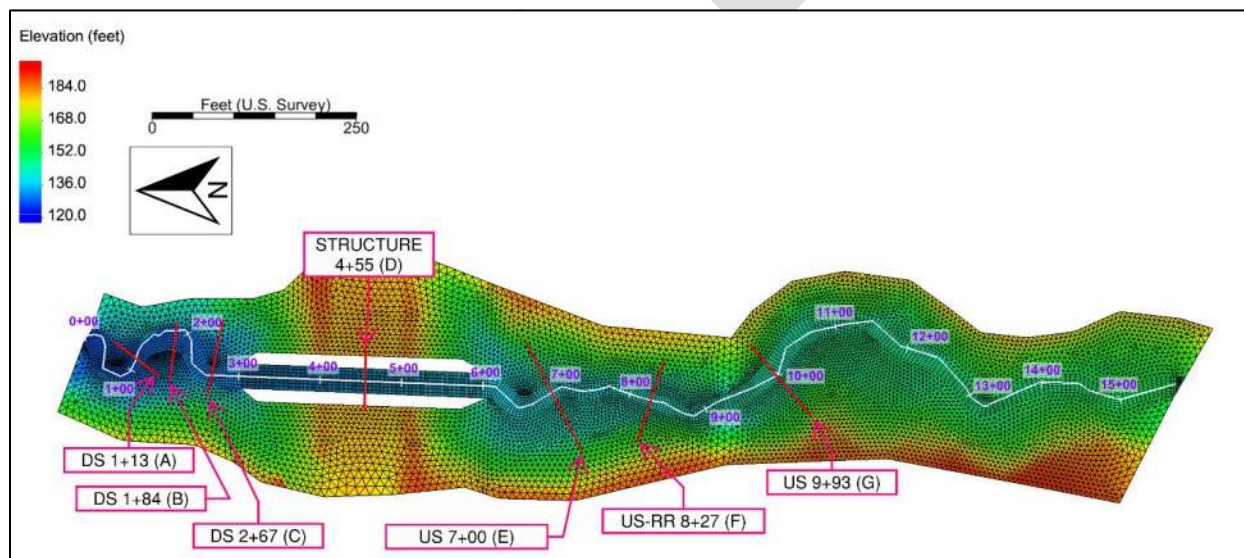 Elevation (feet)
184.0
168.0
152.0
136.0
120.0
Feet (U.S. Survey)
0
250
N
STRUCTURE
4+55 (D)
0+00
2+00
1+00
3+00
4+00
5+00
6+00
7+00
8+00
9+00
10+00
11+00
12+00
13+00
14+00
15+00
DS 1+13 (A)
DS 1+84 (B)
DS 2+67 (C)
US 7+00 (E)
US-RR 8+27 (F)
US 9+93 (G)